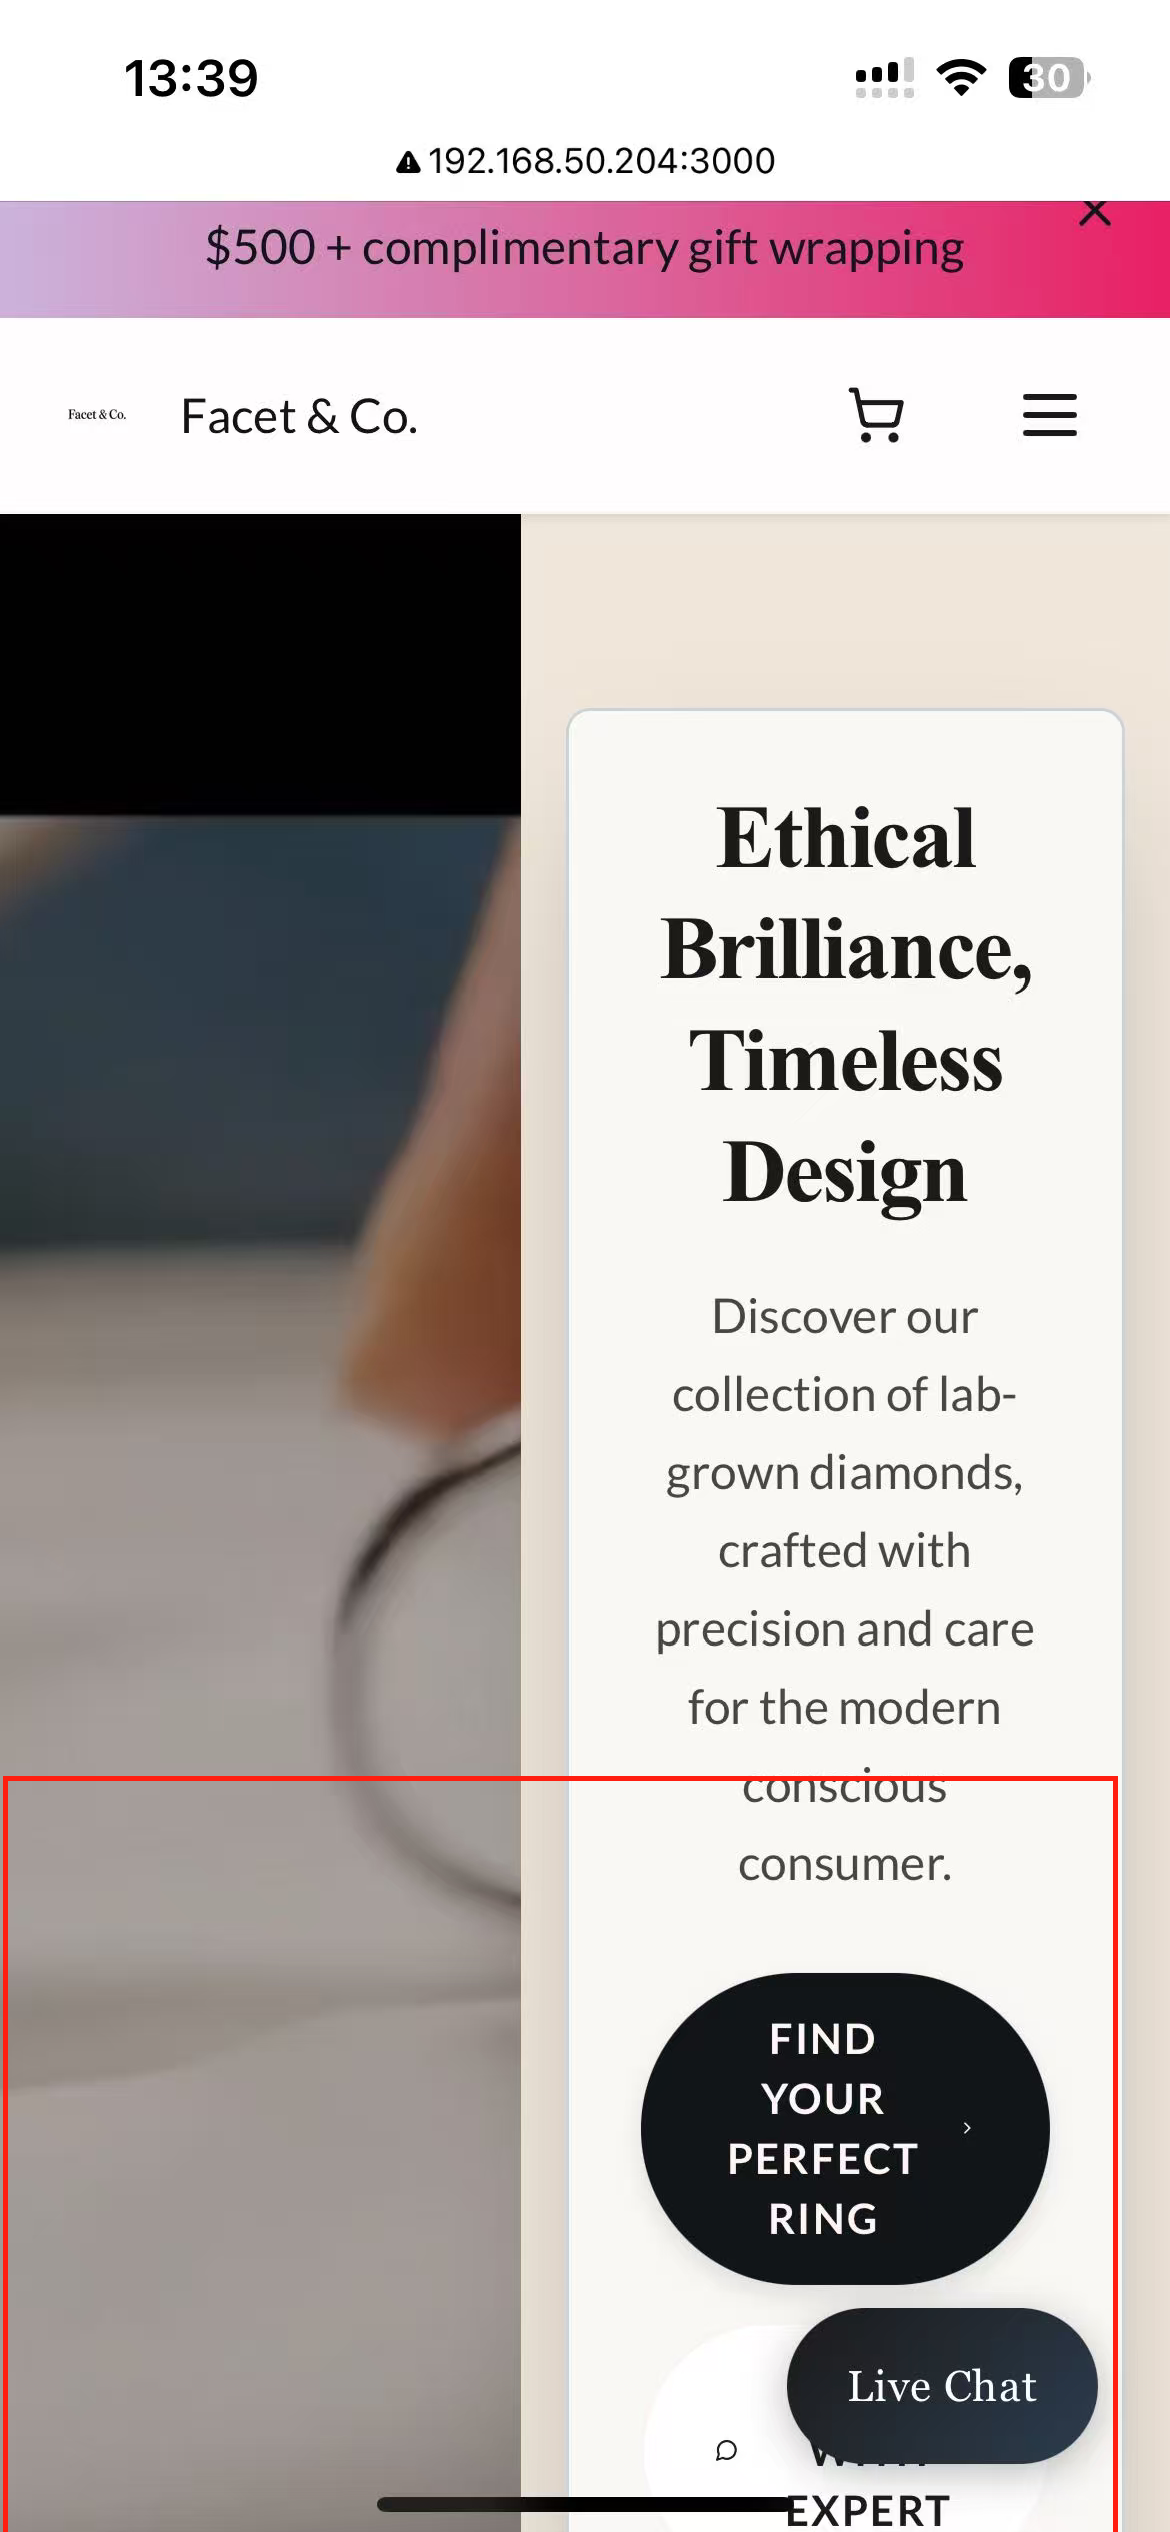 13:39
30
192.168.50.204:3000
$500 + complimentary gift wrapping
Facet & Co.
Facet & Co.
Ethical
Brilliance,
Timeless
Design
Discover our
collection of lab-
grown diamonds,
crafted with
precision and care
for the modern
conscious
consumer.
FIND
YOUR
PERFECT
RING
Live Chat
EXPERT